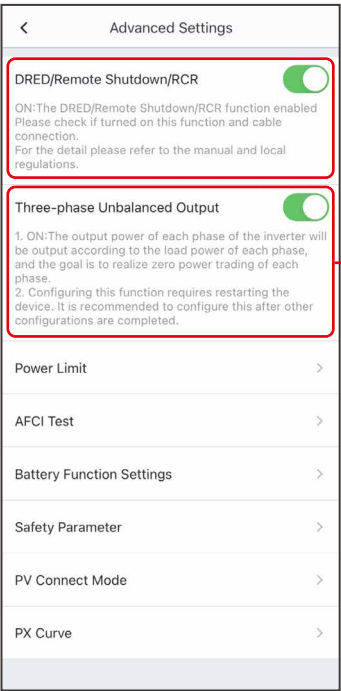 Advanced Settings
DRED/Remote Shutdown/RCR
ON:The DRED/Remote Shutdown/RCR function enabled
Please check if turned on this function and cable
connection.
For the detail please refer to the manual and local
regulations.
Three-phase Unbalanced Output
1. ON:The output power of each phase of the inverter will
be output according to the load power of each phase,
and the goal is to realize zero power trading of each
phase.
2. Configuring this function requires restarting the
device. It is recommended to configure this after other
configurations are completed.
Power Limit
AFCI Test
Battery Function Settings
Safety Parameter
PV Connect Mode
PX Curve